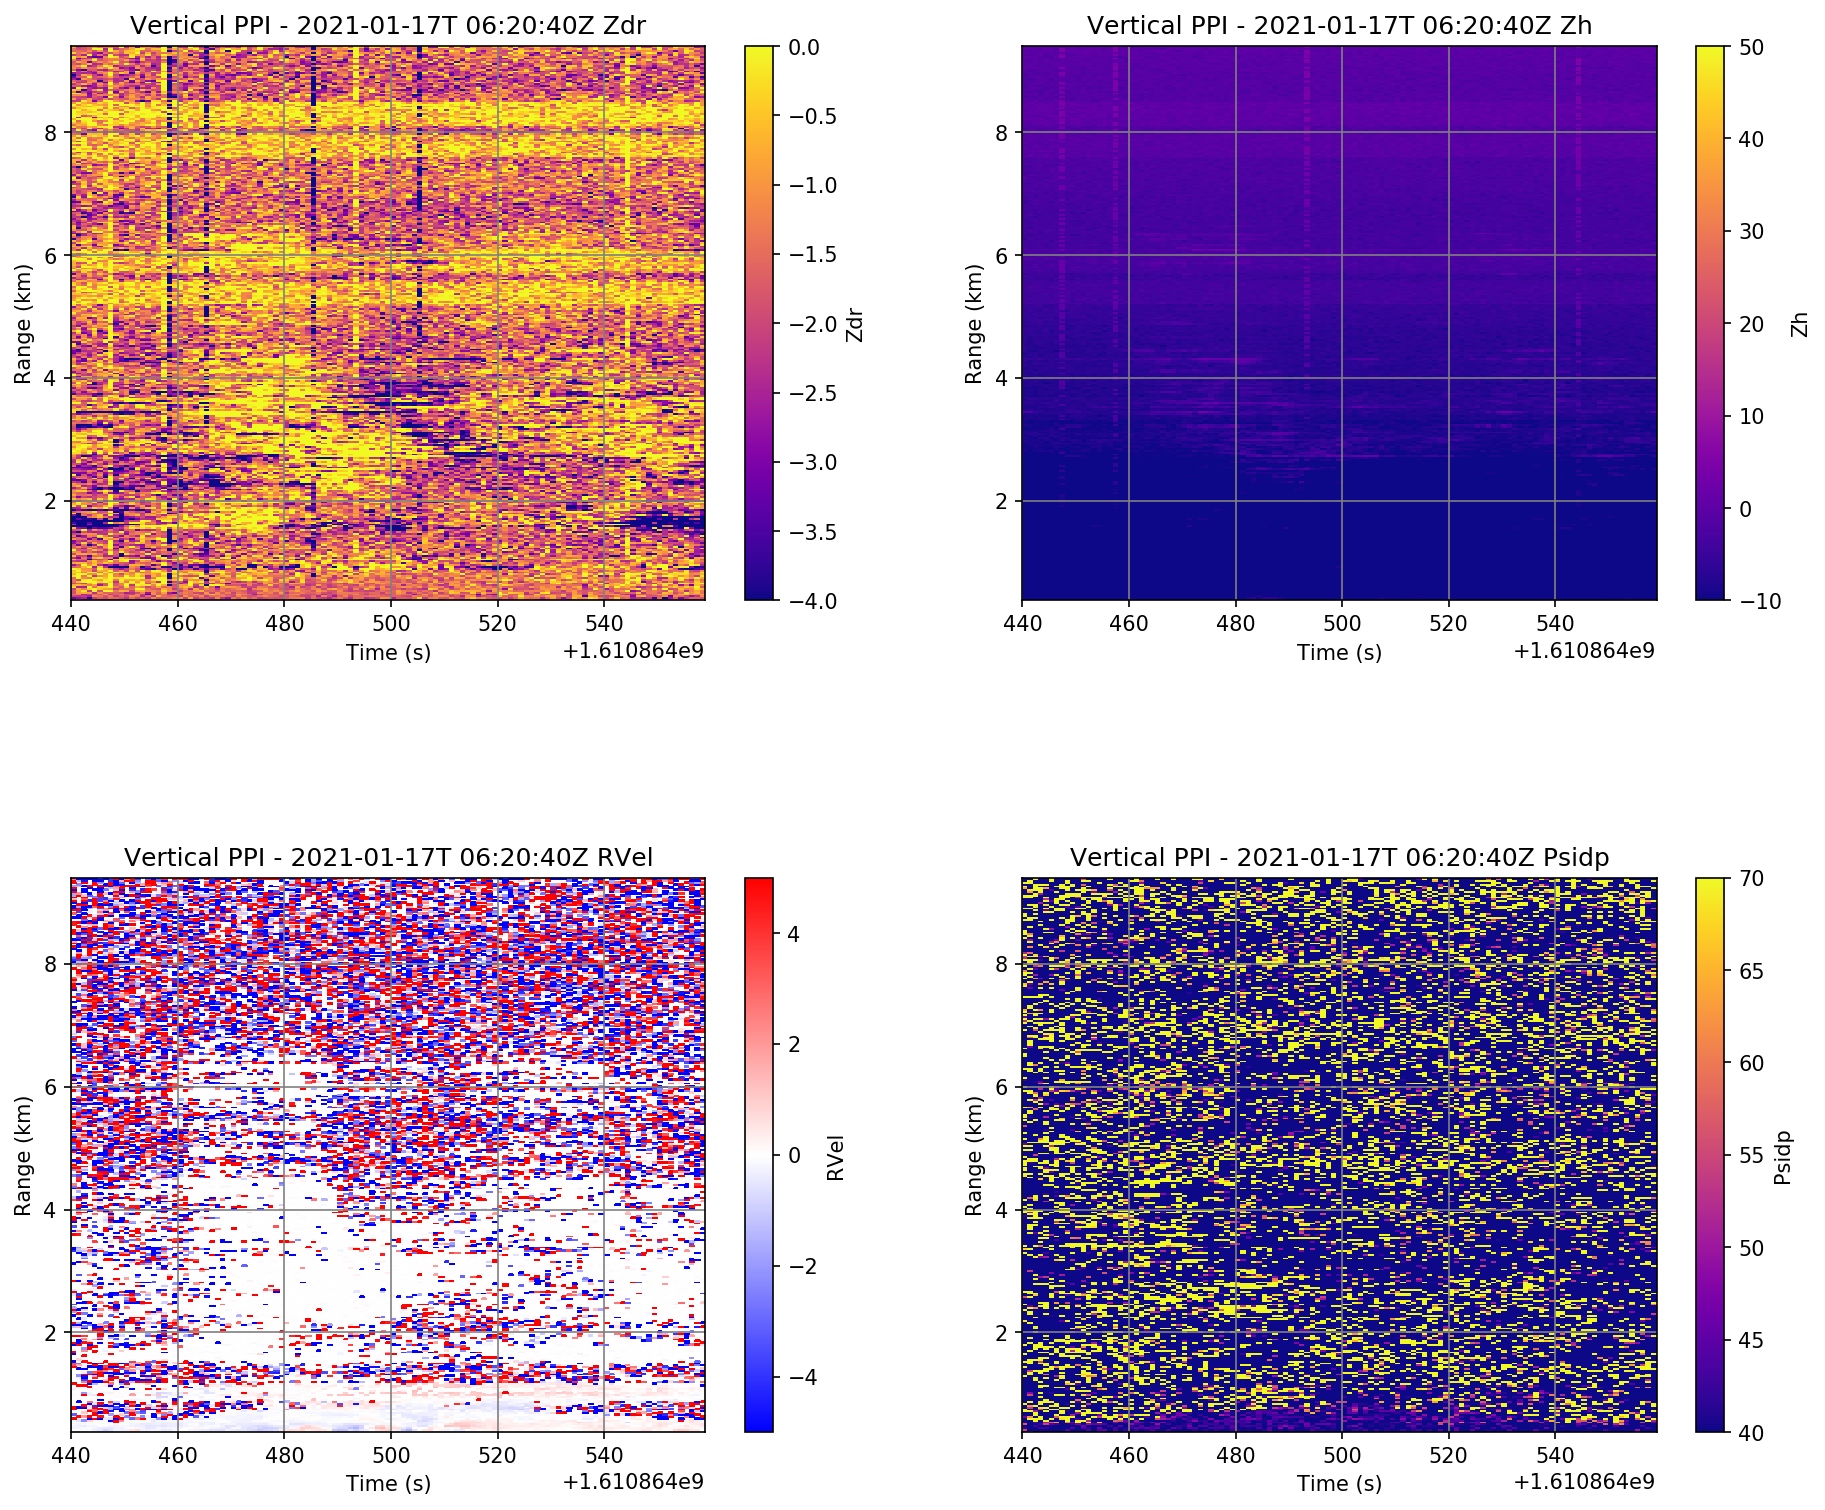 Vertical PPI - 2021-01-17T 06:20:40Z Zdr
Range (km)
8
6
4
2
440 460 480 500 520 540
Time (s)
+1.610864e9
0.0
−0.5
−1.0
−1.5
−2.0
−2.5
−3.0
−3.5
−4.0
Zdr
Vertical PPI - 2021-01-17T 06:20:40Z Zh
Range (km)
8
6
4
2
440 460 480 500 520 540
Time (s)
+1.610864e9
50
40
30
20
10
0
−10
Zh
Vertical PPI - 2021-01-17T 06:20:40Z RVel
Range (km)
8
6
4
2
440 460 480 500 520 540
Time (s)
+1.610864e9
4
2
0
−2
−4
RVel
Vertical PPI - 2021-01-17T 06:20:40Z Psidp
Range (km)
8
6
4
2
440 460 480 500 520 540
Time (s)
+1.610864e9
70
65
60
55
50
45
40
Psidp